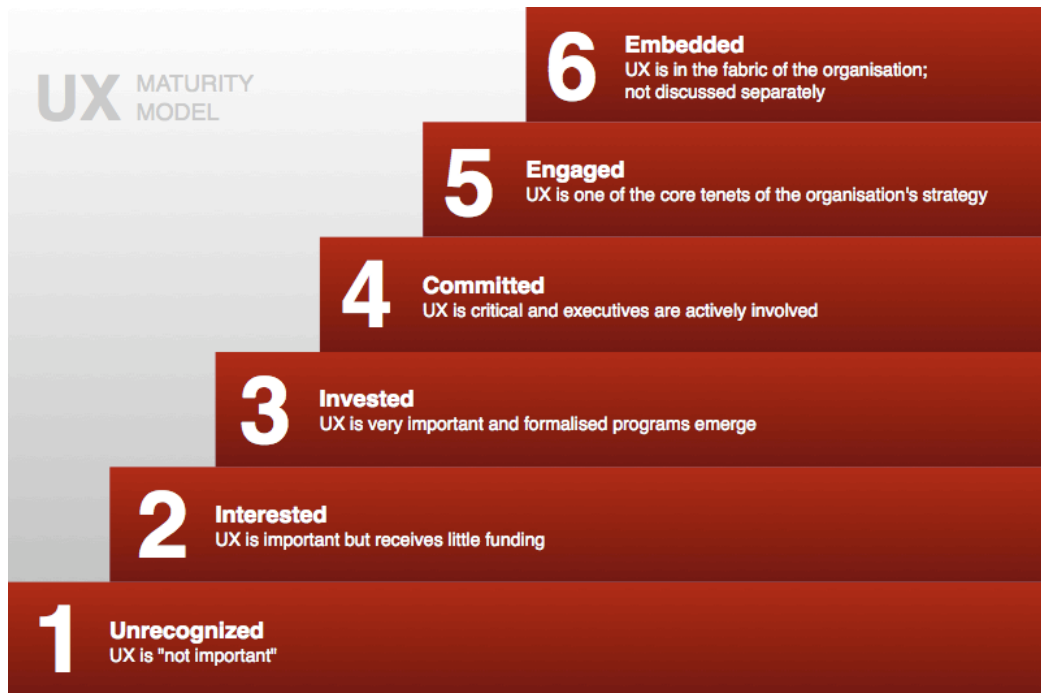 UX MATURITY
MODEL
6
Embedded
UX is in the fabric of the organisation;
not discussed separately
5
Engaged
UX is one of the core tenets of the organisation's strategy
4
Committed
UX is critical and executives are actively involved
3
Invested
UX is very important and formalised programs emerge
2
Interested
UX is important but receives little funding
1
Unrecognized
UX is "not important"